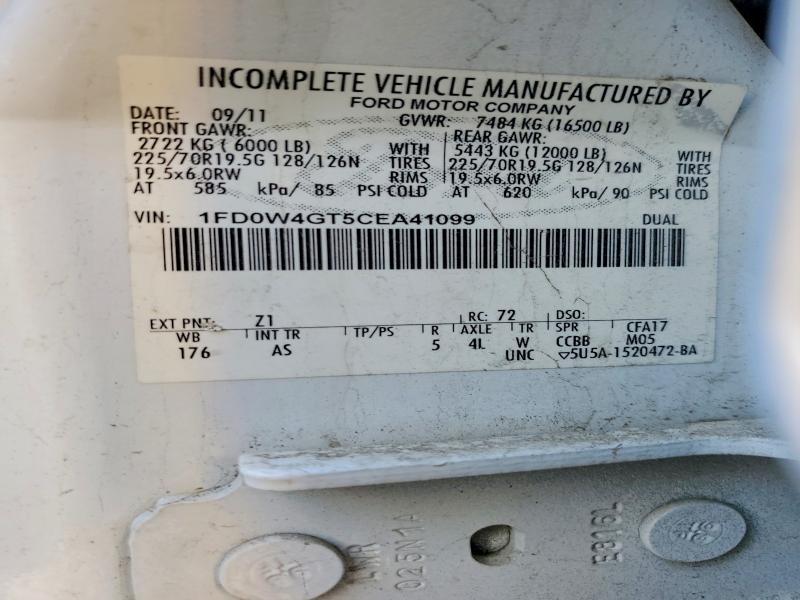 INCOMPLETE VEHICLE MANUFACTURED BY
FORD MOTOR COMPANY
DATE: 09/11 GVWR: 7484 KG (16500 LB)
FRONT GAWR: REAR GAWR:
2722 KG ( 6000 LB) WITH 5443 KG (12000 LB) WITH
225/70R19.5G 128/126N TIRES 225/70R19.5G 128/126N TIRES
19.5x6.0RW RIMS 19.5x6.0RW RIMS
AT 585 kPa/ 85 PSI COLD AT 620 kPa/ 90 PSI COLD
VIN: 1FD0W4GT5CEA41099 DUAL
EXT PNT: Z1 RC: 72 DSO:
WB INT TR TP/PS R AXLE TR SPR CFA17
176 AS 5 4L W CCBB M05
UNC ▽5U5A-1520472-BA
LWR
025N1A
E316L